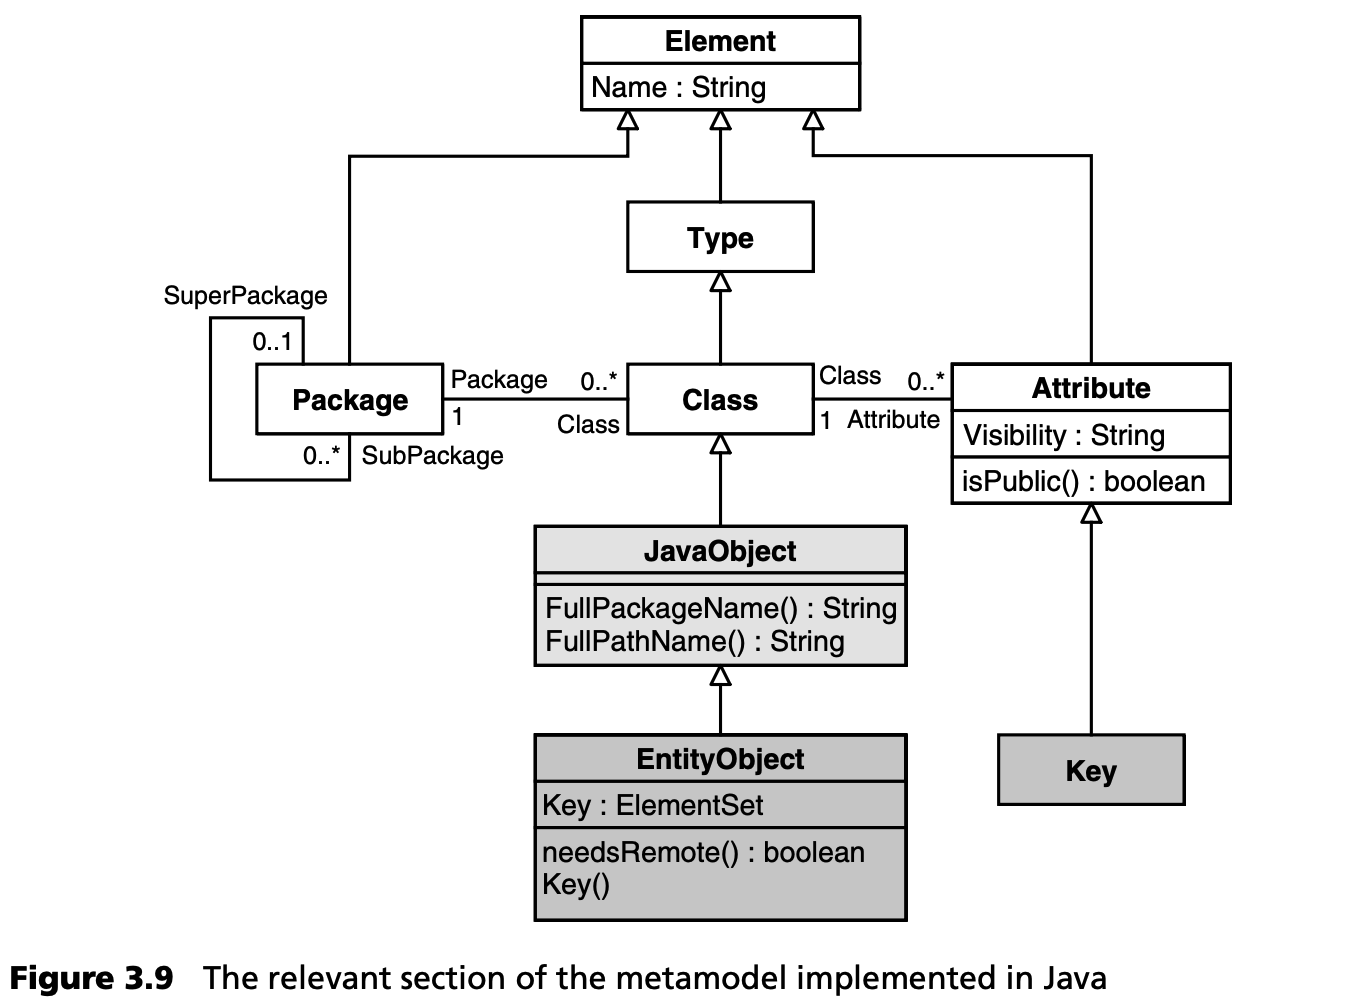 Element
Name : String
Type
SuperPackage
0..1
Package
Package
1
0..*
Class
Class
Class
1
0..*
Attribute
Attribute
Visibility : String
isPublic() : boolean
0..*
SubPackage
JavaObject
FullPackageName() : String
FullPathName() : String
EntityObject
Key : ElementSet
needsRemote() : boolean
Key()
Key
Figure 3.9 The relevant section of the metamodel implemented in Java